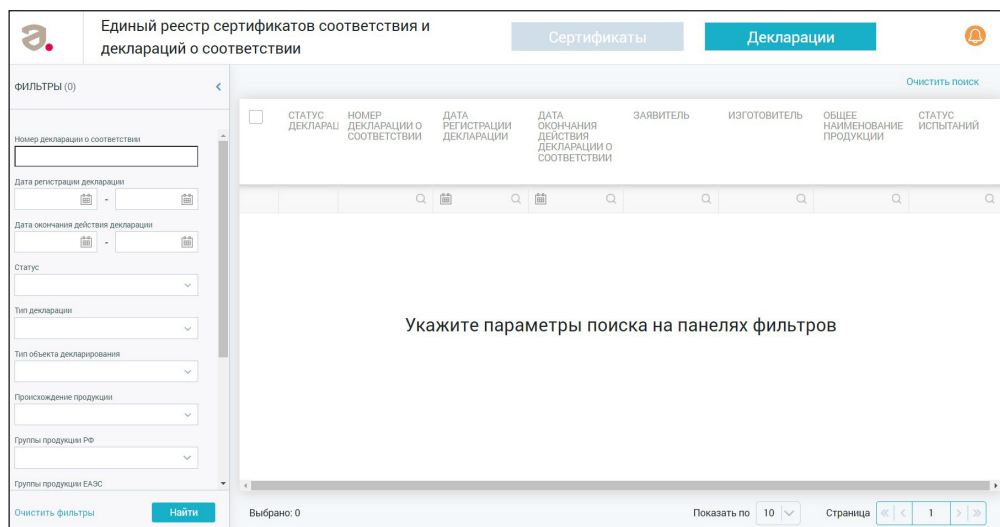 a.
Единый реестр сертификатов соответствия и
деклараций о соответствии
Сертификаты
Декларации
ФИЛЬТРЫ (0)
Номер декларации о соответствии
Дата регистрации декларации
-
Дата окончания действия декларации
-
Статус
Тип декларации
Тип объекта декларирования
Происхождение продукции
Группы продукции РФ
Группы продукции ЕАЭС
Очистить фильтры
Найти
Очистить поиск
СТАТУС
ДЕКЛАРАЦ
НОМЕР
ДЕКЛАРАЦИИ О
СООТВЕТСТВИИ
ДАТА
РЕГИСТРАЦИИ
ДЕКЛАРАЦИИ
ДАТА
ОКОНЧАНИЯ
ДЕЙСТВИЯ
ДЕКЛАРАЦИИ О
СООТВЕТСТВИИ
ЗАЯВИТЕЛЬ
ИЗГОТОВИТЕЛЬ
ОБЩЕЕ
НАИМЕНОВАНИЕ
ПРОДУКЦИИ
СТАТУС
ИСПЫТАНИЙ
Укажите параметры поиска на панелях фильтров
Выбрано: 0
Показать по 10
Страница « < 1 > »